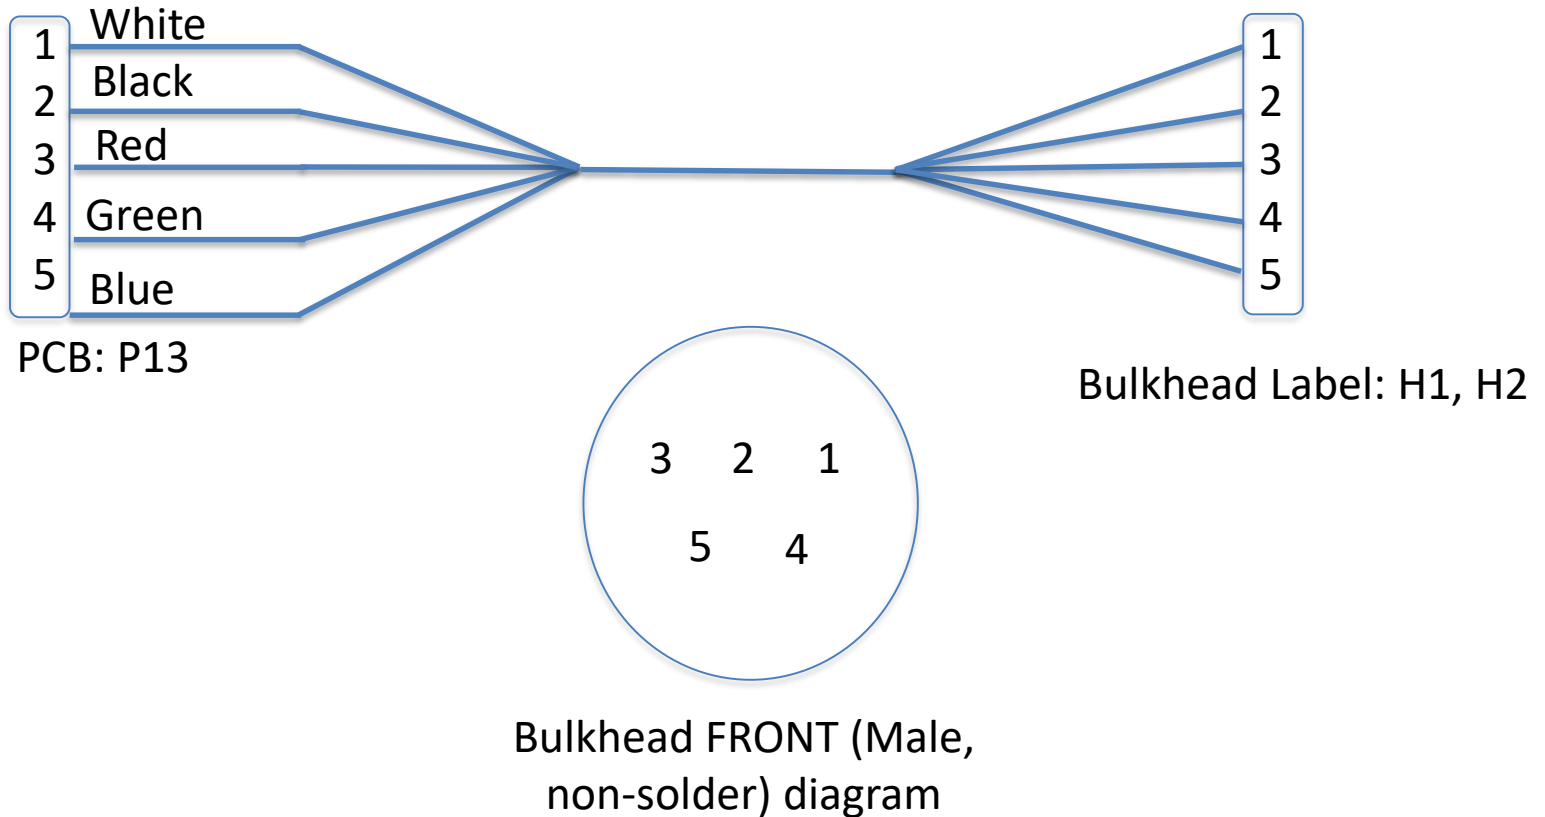 1 White 1
2 Black 2
3 Red 3
4 Green 4
5 Blue 5
PCB: P13
Bulkhead Label: H1, H2
3 2 1
5 4
Bulkhead FRONT (Male,
non-solder) diagram